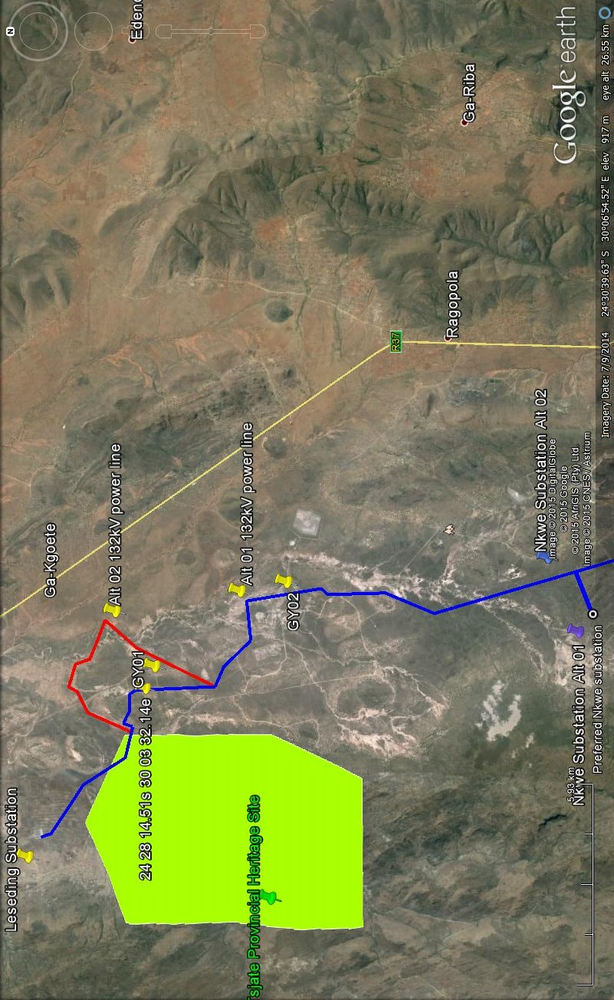 N
Leseding Substation
Ga-Kgoete
Edeno
Alt 02 132kV power line
GY01
24 28 14.51s 30 03 32.14e
Alt 01 132kV power line
sjate Provincial Heritage Site
GY02
R37
Ragopola
Ga-Riba
Nkwe Substation Alt 02
Image © 2015 DigitalGlobe
© 2015 Google
© 2015 AfriGIS (Pty) Ltd.
Image © 2015 CNES / Astrium
Google earth
5.93 km
Nkwe Substation Alt 01
Preferred Nkwe substation
Imagery Date: 7/9/2014 24°30'39.63" S 30°06'54.52" E elev 917 m eye alt 26.55 km